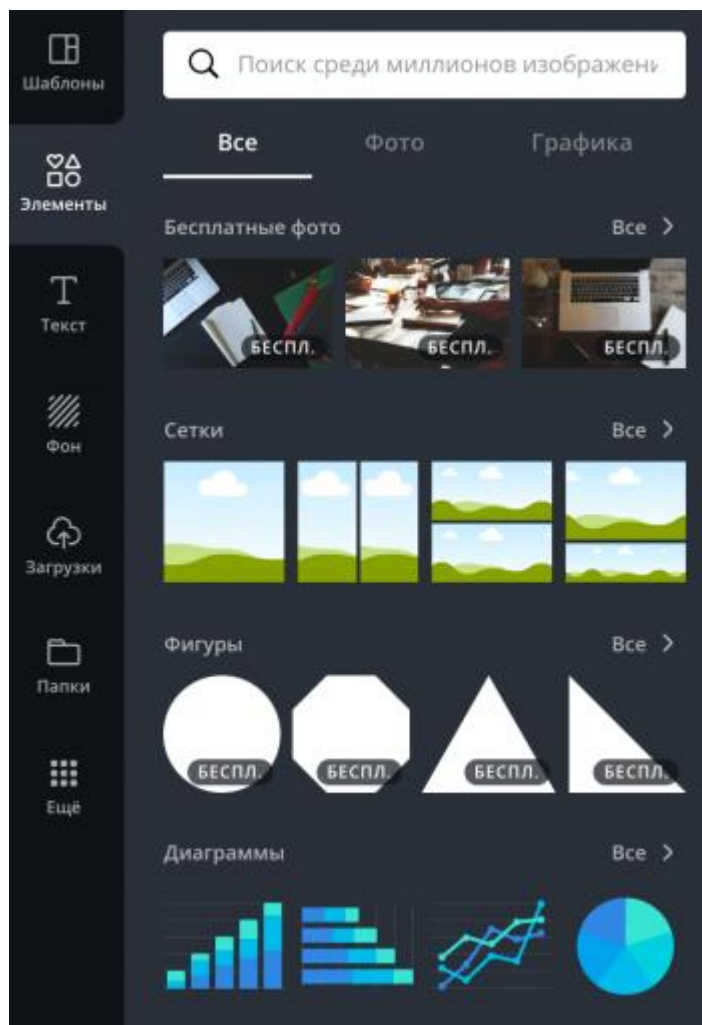 Шаблоны
Элементы
Текст
Фон
Загрузки
Папки
Ещё
Поиск среди миллионов изображени
Все Фото Графика
Бесплатные фото Все
БЕСПЛ. БЕСПЛ. БЕСПЛ.
Сетки Все
Фигуры Все
БЕСПЛ. БЕСПЛ. БЕСПЛ. БЕСПЛ.
Диаграммы Все